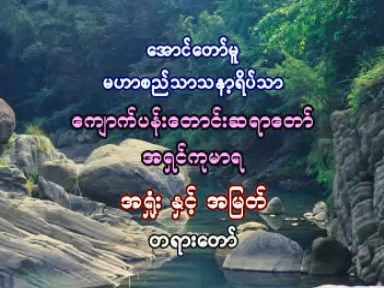 အောင်တော်မူ
မဟာစည်သာသနာ့ရိပ်သာ
ကျောက်ပန်းတောင်းဆရာတော်
အရှင်ကုမာရ
အရှုံး နှင့် အမြတ်
တရားတော်